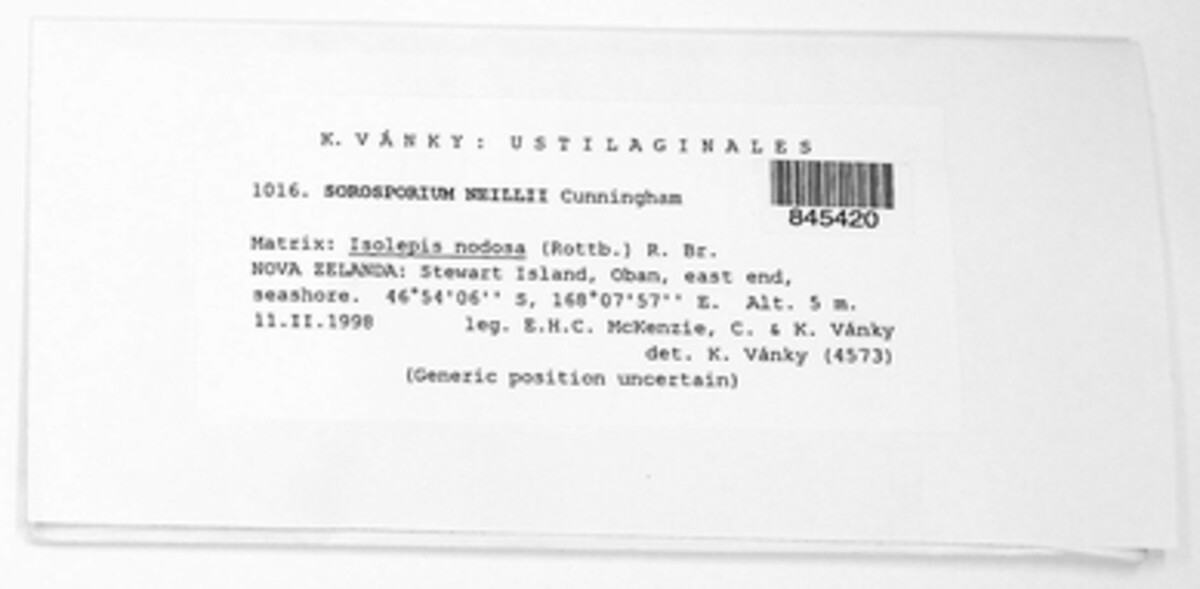 K. VÁNKY: USTILAGINALES
845420
1016. SOROSPORIUM NEILLII Cunningham
Matrix: Isolepis nodosa (Rottb.) R. Br.
NOVA ZELANDA: Stewart Island, Oban, east end,
seashore. 46°54'06'' S, 168°07'57'' E. Alt. 5 m.
11.II.1998 leg. E.H.C. McKenzie, C. & K. Vánky
det. K. Vánky (4573)
(Generic position uncertain)